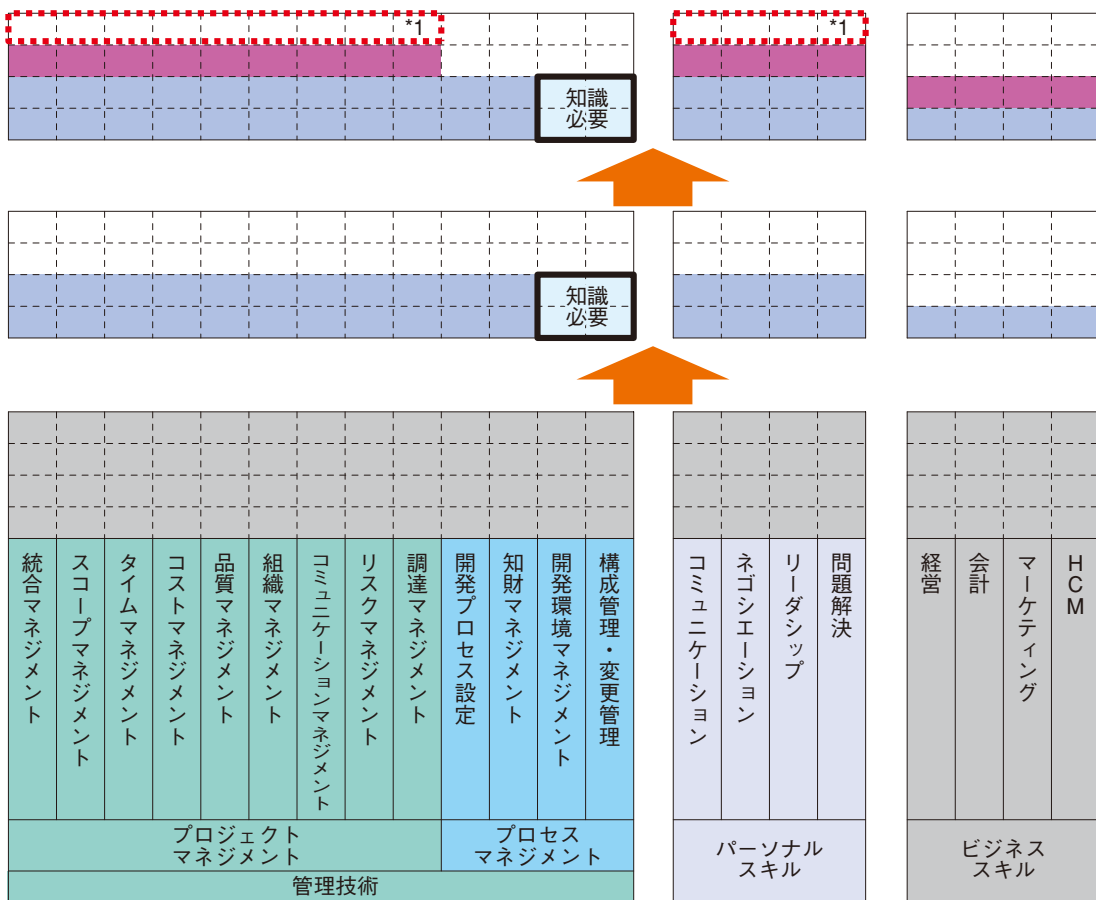 *1
*1
知識
必要
知識
必要
統合マネジメント
スコープマネジメント
タイムマネジメント
コストマネジメント
品質マネジメント
組織マネジメント
コミュニケーションマネジメント
リスクマネジメント
調達マネジメント
開発プロセス設定
知財マネジメント
開発環境マネジメント
構成管理・変更管理
コミュニケーション
ネゴシエーション
リーダシップ
問題解決
経営
会計
マーケティング
HCM
プロジェクト
マネジメント
プロセス
マネジメント
パーソナル
スキル
ビジネス
スキル
管理技術